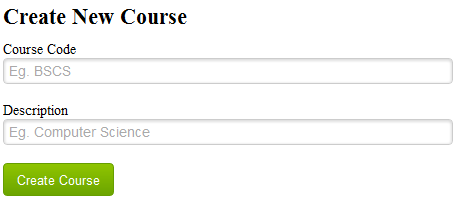 Create New Course
Course Code
Eg. BSCS
Description
Eg. Computer Science
Create Course